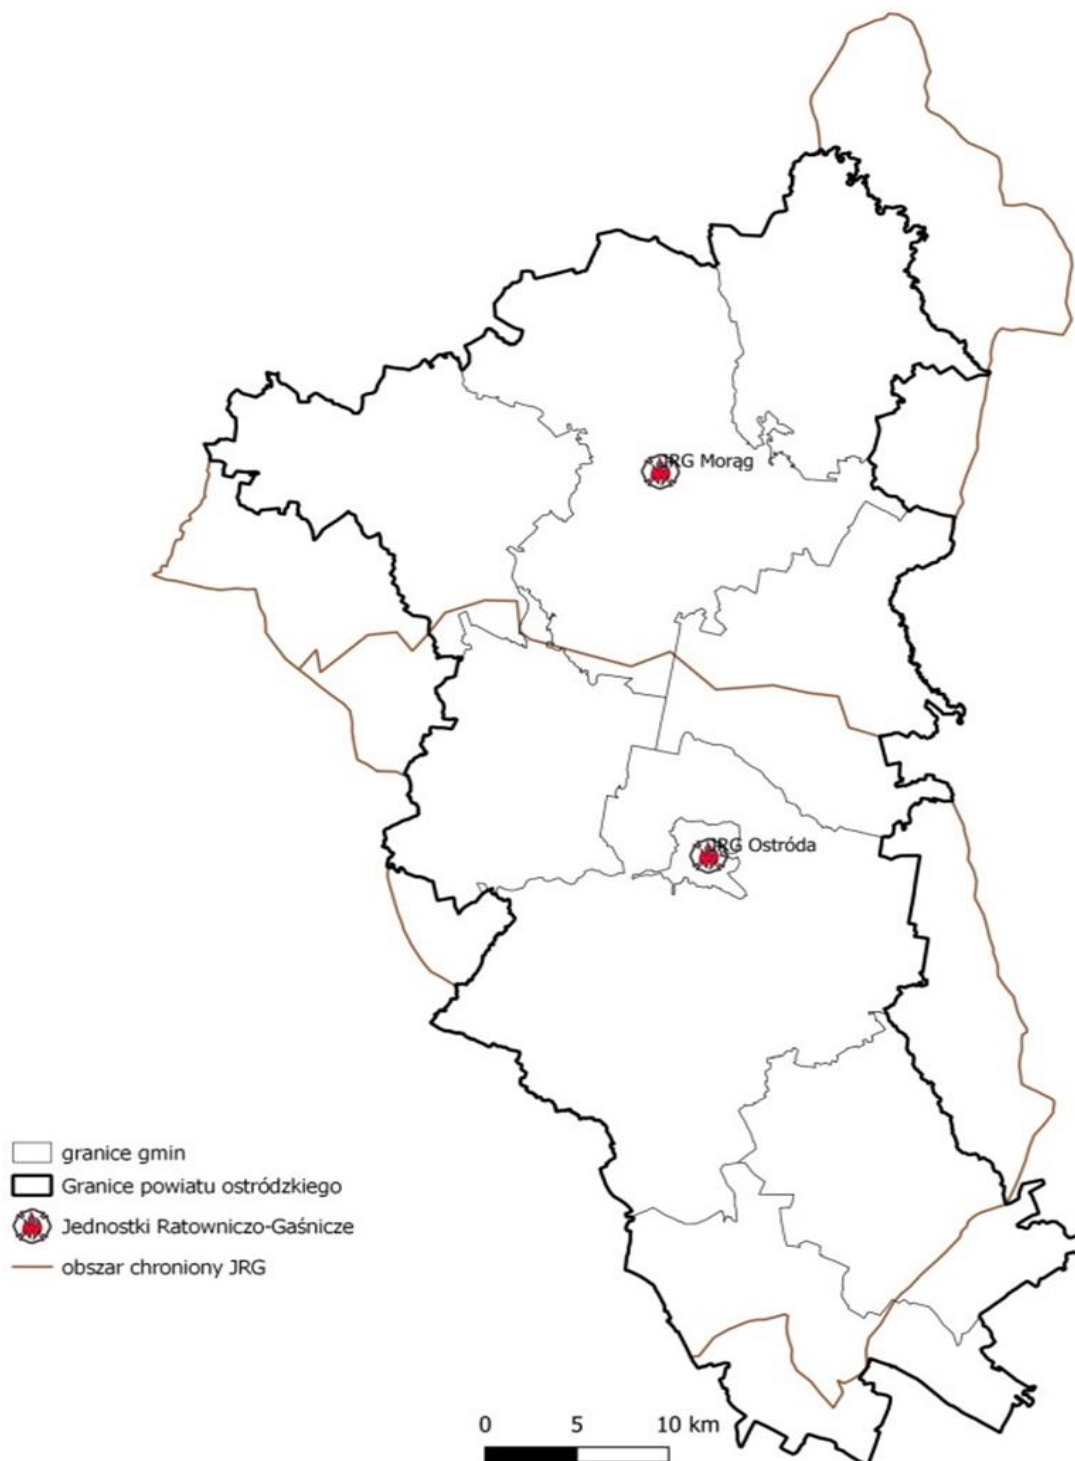 JRG Morąg
JRG Ostróda
granice gmin
Granice powiatu ostródzkiego
Jednostki Ratowniczo-Gaśnicze
obszar chroniony JRG
0 5 10 km